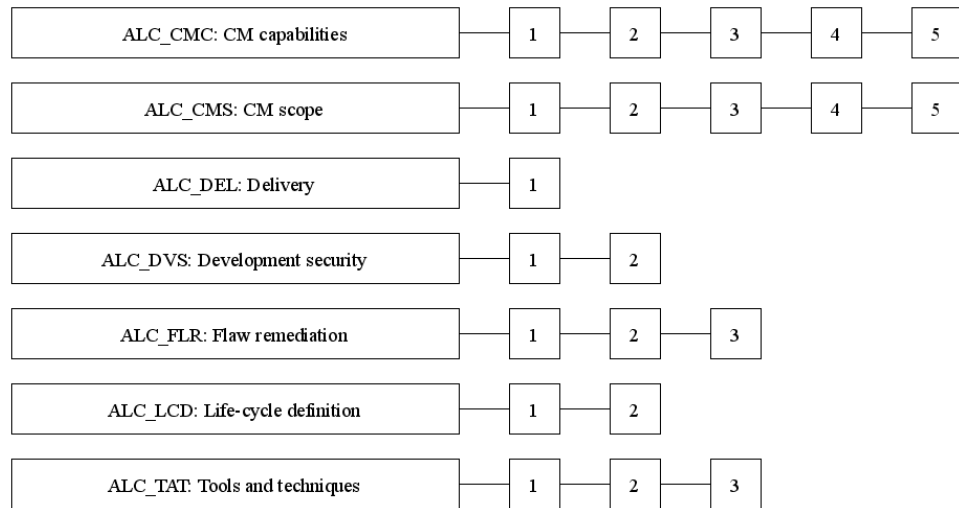 ALC_CMC: CM capabilities 1 2 3 4 5
ALC_CMS: CM scope 1 2 3 4 5
ALC_DEL: Delivery 1
ALC_DVS: Development security 1 2
ALC_FLR: Flaw remediation 1 2 3
ALC_LCD: Life-cycle definition 1 2
ALC_TAT: Tools and techniques 1 2 3